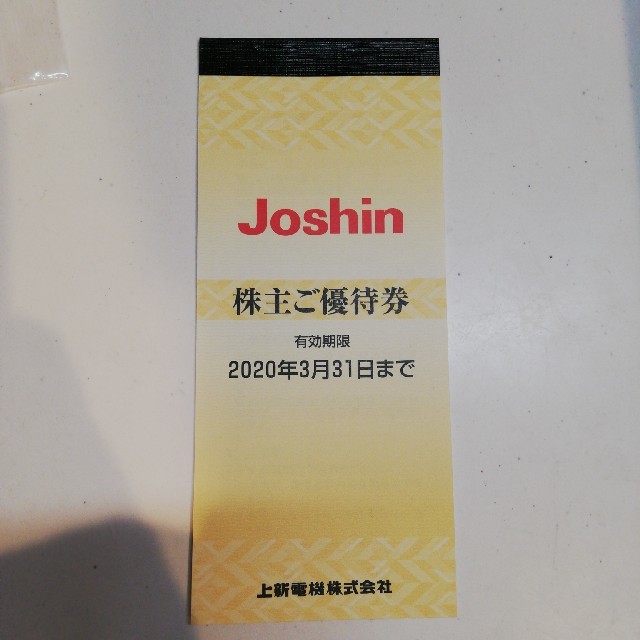 Joshin
株主ご優待券
有効期限
2020年3月31日まで
上新電機株式会社